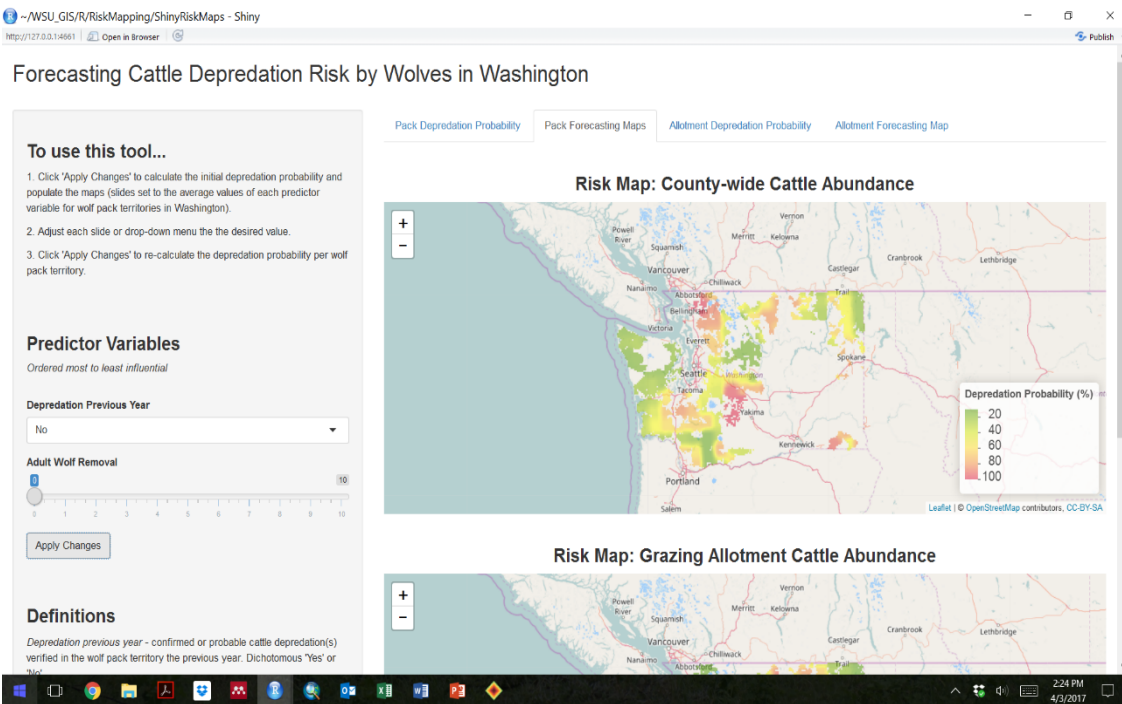 ~/WSU_GIS/R/RiskMapping/ShinyRiskMaps - Shiny
http://127.0.0.1:4661 Open in Browser
Publish
Forecasting Cattle Depredation Risk by Wolves in Washington
To use this tool...
1. Click 'Apply Changes' to calculate the initial depredation probability and
populate the maps (slides set to the average values of each predictor
variable for wolf pack territories in Washington).
2. Adjust each slide or drop-down menu the the desired value.
3. Click 'Apply Changes' to re-calculate the depredation probability per wolf
pack territory.
Predictor Variables
Ordered most to least influential
Depredation Previous Year
No
Adult Wolf Removal
0 10
0 1 2 3 4 5 6 7 8 9 10
Apply Changes
Definitions
Depredation previous year - confirmed or probable cattle depredation(s)
verified in the wolf pack territory the previous year. Dichotomous 'Yes' or
'No'
Pack Depredation Probability Pack Forecasting Maps Allotment Depredation Probability Allotment Forecasting Map
Risk Map: County-wide Cattle Abundance
+
−
Vernon
Powell
River
Merritt Kelowna
Squamish
Cranbrook
Lethbridge
Vancouver
Castlegar
Chilliwack
Nanaimo
Abbotsford
Trail
Bellingham
Victoria
Everett
Spokane
Seattle
Washington
Tacoma
Yakima
Kennewick
Portland
Salem
Depredation Probability (%)
20
40
60
80
100
Leaflet | © OpenStreetMap contributors, CC-BY-SA
Risk Map: Grazing Allotment Cattle Abundance
+
−
Vernon
Powell
River
Merritt Kelowna
Squamish
Cranbrook
Lethbridge
Vancouver
Castlegar
Chilliwack
Nanaimo
Abbotsford
Trail
2:24 PM
4/3/2017